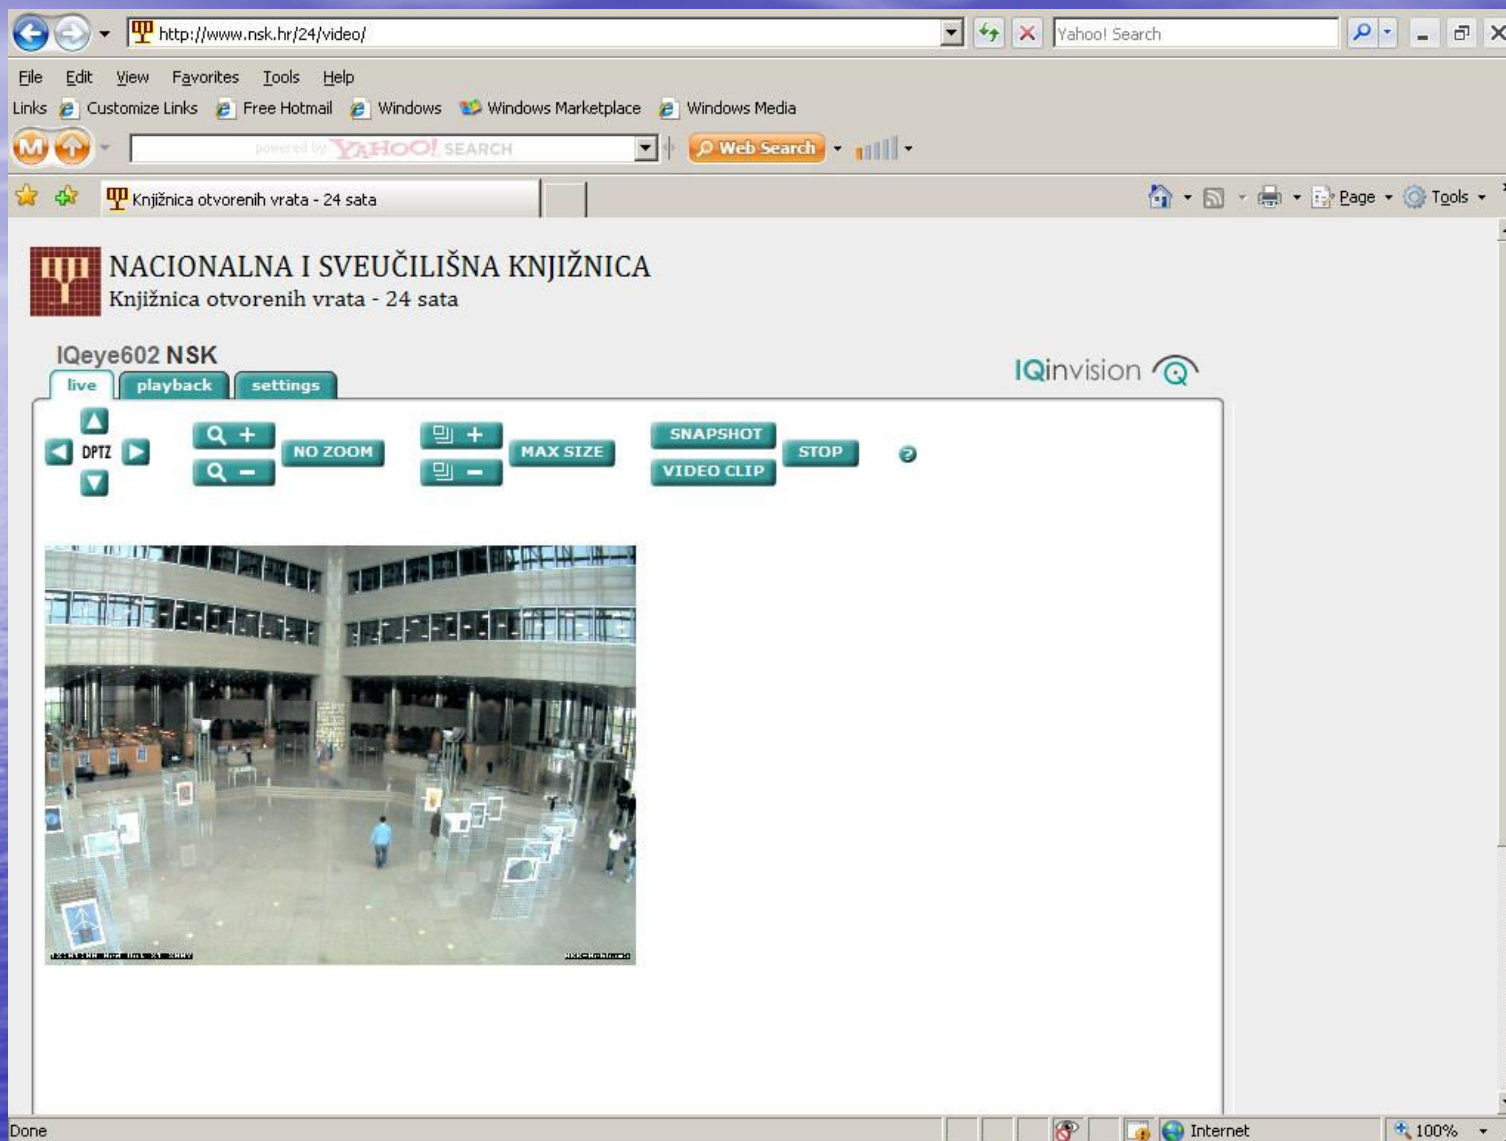 http://www.nsk.hr/24/video/
Yahoo! Search
File Edit View Favorites Tools Help
Links Customize Links Free Hotmail Windows Windows Marketplace Windows Media
M powered by YAHOO! SEARCH Web Search
Knjižnica otvorenih vrata - 24 sata
Page Tools
NACIONALNA I SVEUČILIŠNA KNJIŽNICA
Knjižnica otvorenih vrata - 24 sata
IQeye602 NSK
IQinvision
live playback settings
DPTZ
NO ZOOM
MAX SIZE
SNAPSHOT
VIDEO CLIP
STOP
?
Done
Internet
100%